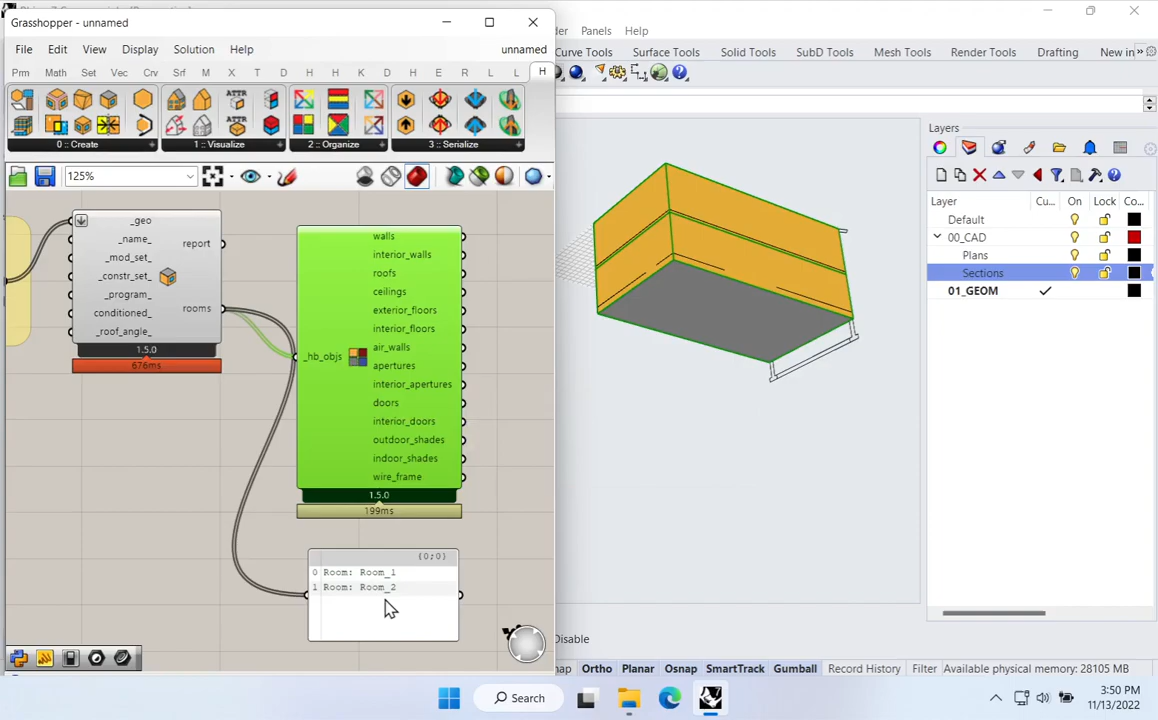 Grasshopper - unnamed
File Edit View Display Solution Help unnamed
Prm Math Set Vec Crv Srf M X T D H H K D E R L L H
ATTR
ATTR
0 :: Create 1 :: Visualize 2 :: Organize 3 :: Serialize
125%
_geo
_name_
_mod_set_
_constr_set_
_program_
conditioned_
_roof_angle_
report
rooms
1.5.0
676ms
_hb_objs
walls
interior_walls
roofs
ceilings
exterior_floors
interior_floors
air_walls
apertures
interior_apertures
doors
interior_doors
outdoor_shades
indoor_shades
wire_frame
1.5.0
199ms
{0;0}
0 Room: Room_1
1 Room: Room_2
Panels Help
Curve Tools Surface Tools Solid Tools SubD Tools Mesh Tools Render Tools Drafting New in
Layers
Layer Cu... On Lock Co...
Default
00_CAD
Plans
Sections
01_GEOM
Disable
Ortho Planar Osnap SmartTrack Gumball Record History Filter Available physical memory: 28105 MB
Search
3:50 PM
11/13/2022